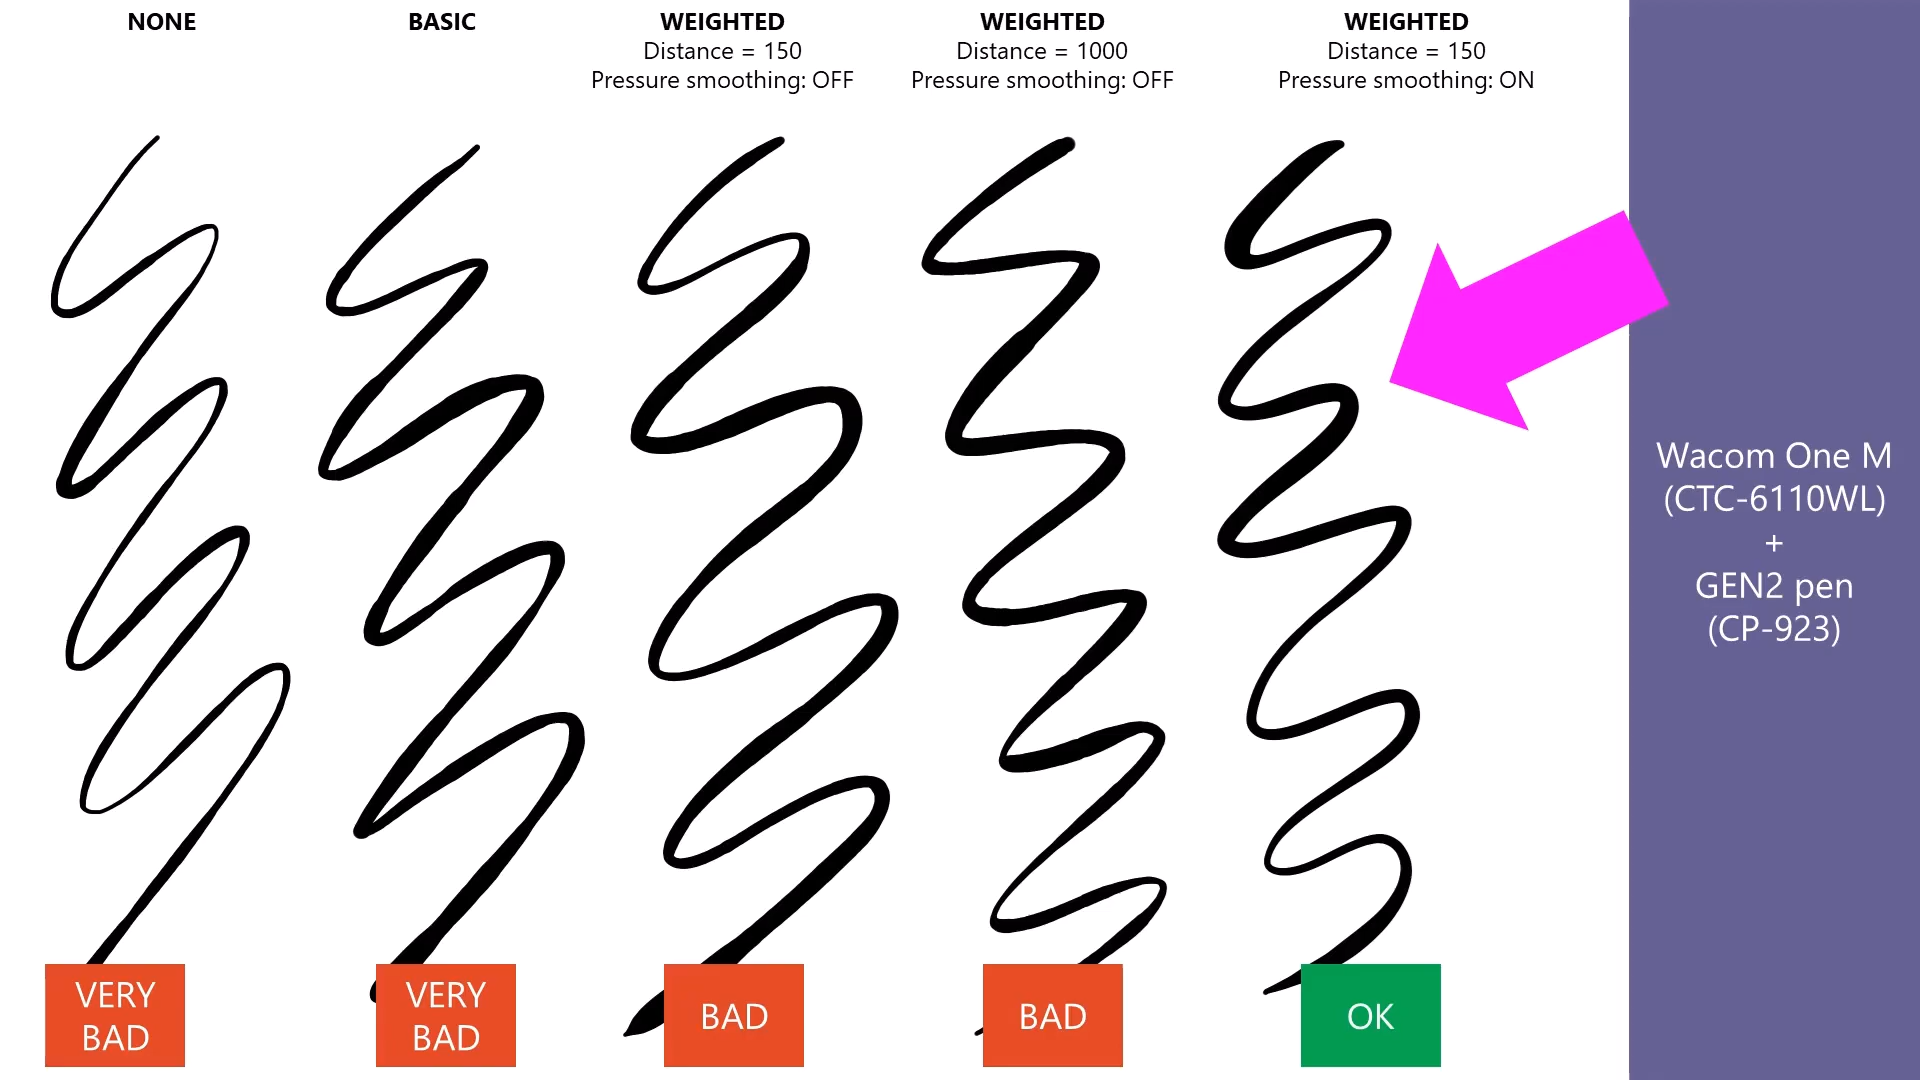 NONE
BASIC
WEIGHTED
Distance = 150
Pressure smoothing: OFF
WEIGHTED
Distance = 1000
Pressure smoothing: OFF
WEIGHTED
Distance = 150
Pressure smoothing: ON
Wacom One M
(CTC-6110WL)
+
GEN2 pen
(CP-923)
VERY
BAD
VERY
BAD
BAD
BAD
OK